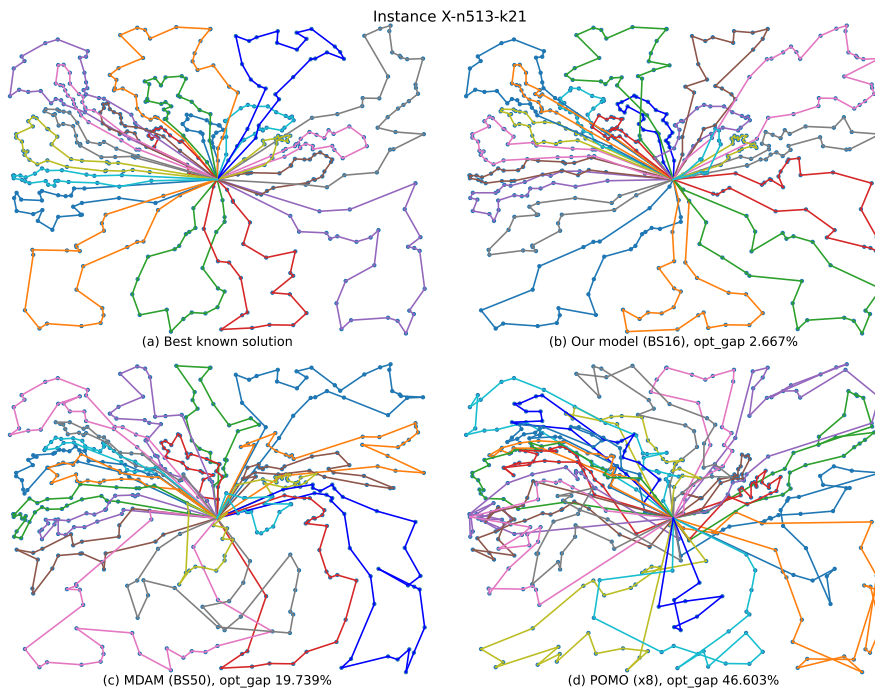 Instance X-n513-k21
(a) Best known solution
(b) Our model (BS16), opt_gap 2.667%
(c) MDAM (BS50), opt_gap 19.739%
(d) POMO (x8), opt_gap 46.603%